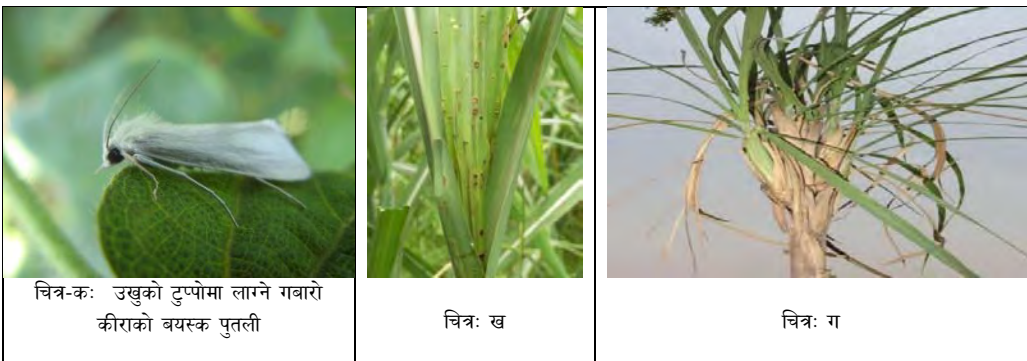 चित्र-कः उखुको टुप्पोमा लाग्ने गबारो
कीराको बयस्क पुतली
चित्रः ख
चित्रः ग